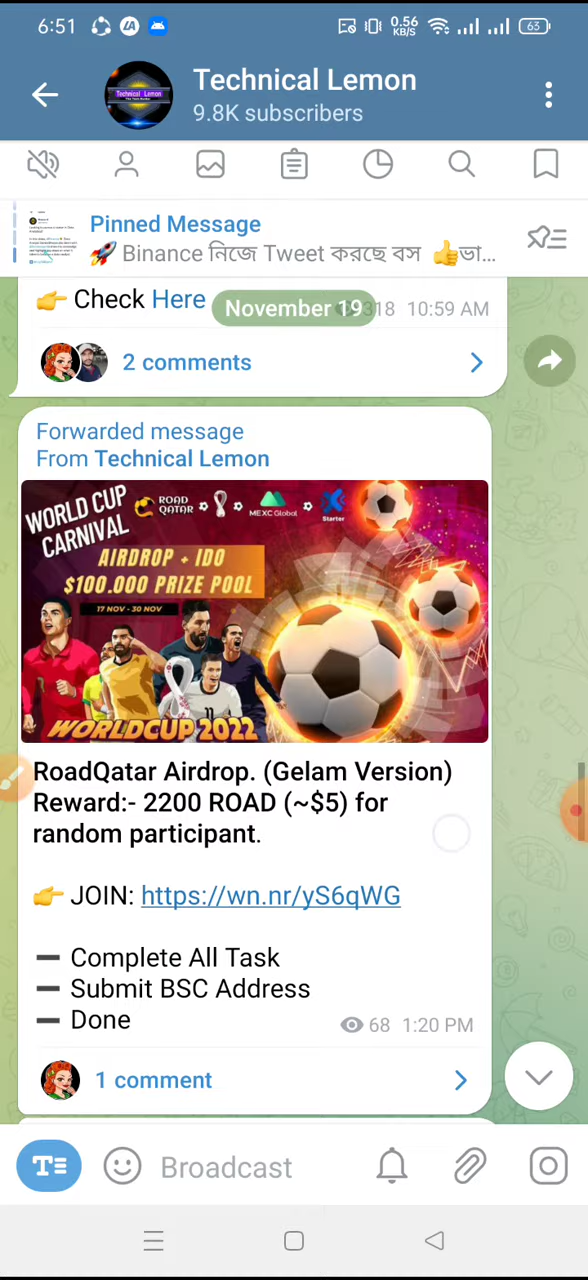 6:51
0.56
KB/S
63
Technical Lemon
9.8K subscribers
Technical Lemon
Pinned Message
🚀 Binance নিজে Tweet করছে বস 👍ভা...
👉 Check Here
November 19
318 10:59 AM
2 comments
Forwarded message
From Technical Lemon
WORLD CUP
CARNIVAL
ROAD
QATAR
MEXC Global
Starter
AIRDROP + IDO
$100.000 PRIZE POOL
17 NOV - 30 NOV
WORLDCUP 2022
RoadQatar Airdrop. (Gelam Version)
Reward:- 2200 ROAD (~$5) for
random participant.
👉 JOIN: https://wn.nr/yS6qWG
➖ Complete All Task
➖ Submit BSC Address
➖ Done
68 1:20 PM
1 comment
T
Broadcast